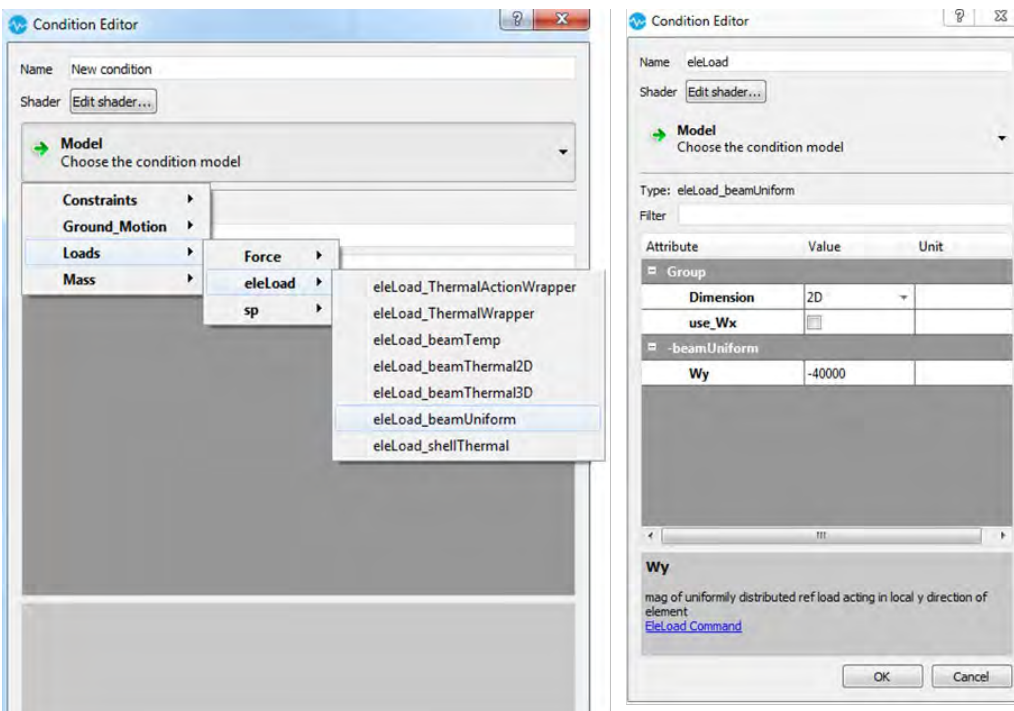 Condition Editor
Name New condition
Shader Edit shader...
Model
Choose the condition model
Constraints
Ground_Motion
Loads
Mass
Force
eleLoad
sp
eleLoad_ThermalActionWrapper
eleLoad_ThermalWrapper
eleLoad_beamTemp
eleLoad_beamThermal2D
eleLoad_beamThermal3D
eleLoad_beamUniform
eleLoad_shellThermal
Condition Editor
Name eleLoad
Shader Edit shader...
Model
Choose the condition model
Type: eleLoad_beamUniform
Filter
Attribute Value Unit
Group
Dimension 2D
use_Wx
-beamUniform
Wy -40000
Wy
mag of uniformily distributed ref load acting in local y direction of
element
EleLoad Command
OK Cancel